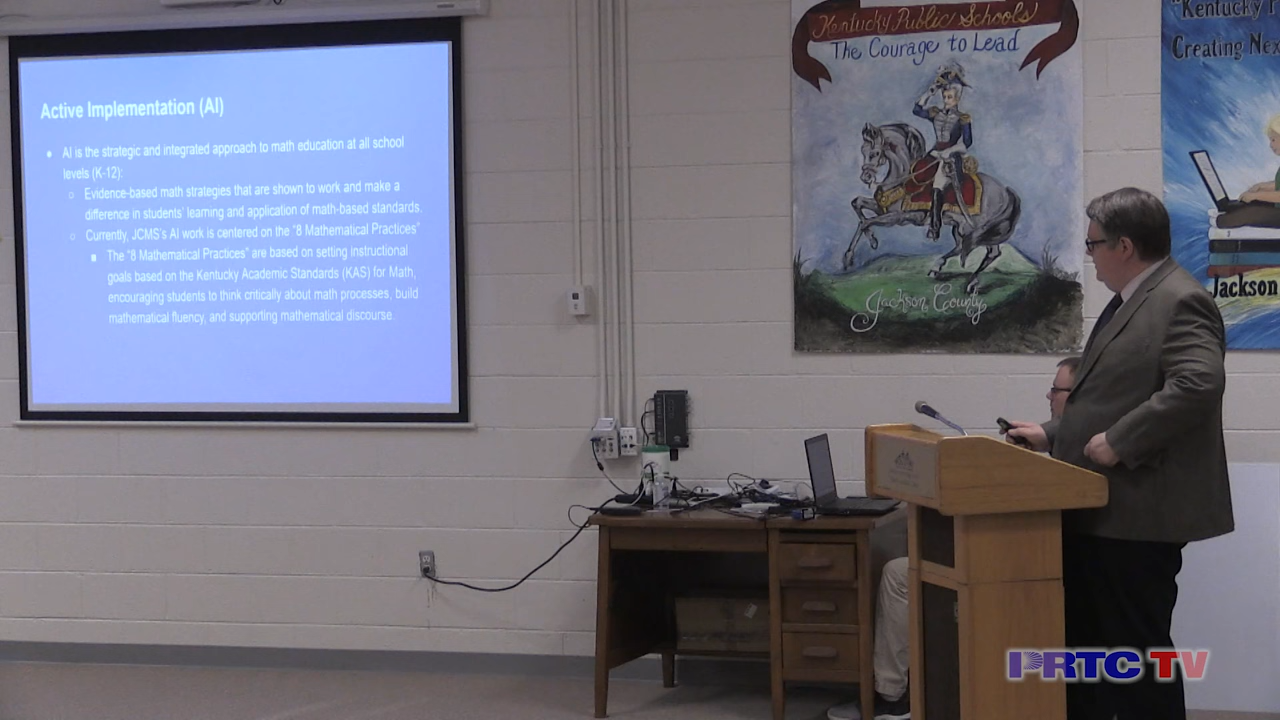 Active Implementation (AI)
● AI is the strategic and integrated approach to math education at all school
levels (K-12):
○ Evidence-based math strategies that are shown to work and make a
difference in students' learning and application of math-based standards.
○ Currently, JCMS's AI work is centered on the "8 Mathematical Practices"
■ The "8 Mathematical Practices" are based on setting instructional
goals based on the Kentucky Academic Standards (KAS) for Math,
encouraging students to think critically about math processes, build
mathematical fluency, and supporting mathematical discourse.
Kentucky Public Schools
The Courage to Lead
Jackson County
"Kentucky
Creating
Jackson
PRTC TV